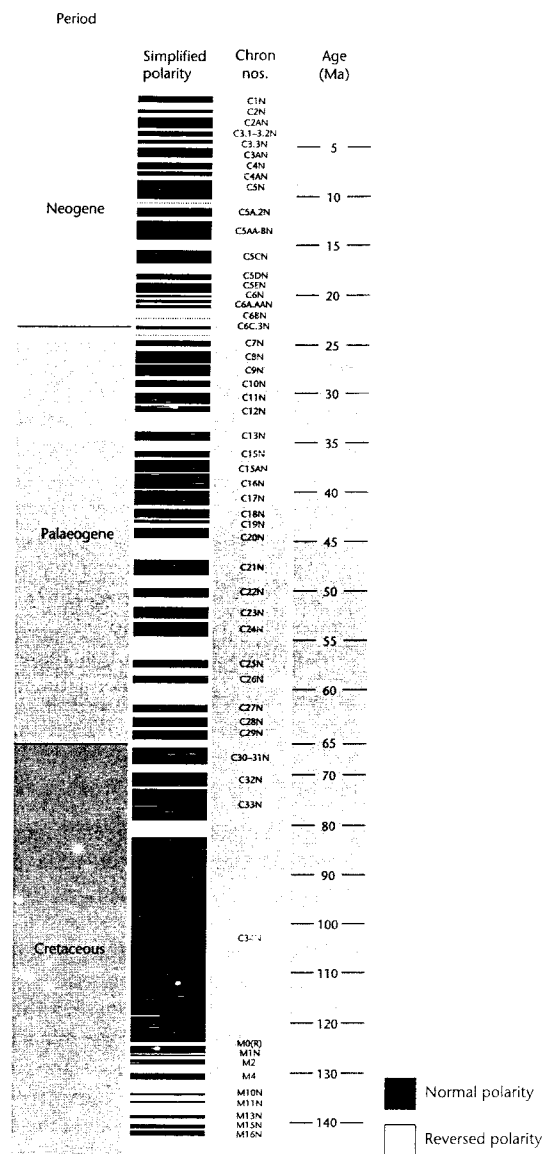 Period
Simplified polarity
Chron nos.
Age (Ma)
C1N
C2N
C2AN
C3.1–3.2N
C3.3N
5
C3AN
C4N
C4AN
C5N
10
Neogene
C5A.2N
C5AA-BN
15
C5CN
C5DN
C5EN
C6N
20
C6A.AAN
C6BN
C6C.3N
C7N
25
C8N
C9N
C10N
30
C11N
C12N
C13N
35
C15N
C15AN
C16N
40
C17N
C18N
C19N
Palaeogene
C20N
45
C21N
C22N
50
C23N
C24N
55
C25N
C26N
60
C27N
C28N
C29N
65
C30–31N
70
C32N
C33N
80
90
100
Cretaceous
110
120
M0(R)
M1N
M2
M4
130
M10N
M11N
M13N
140
M15N
M16N
Normal polarity
Reversed polarity